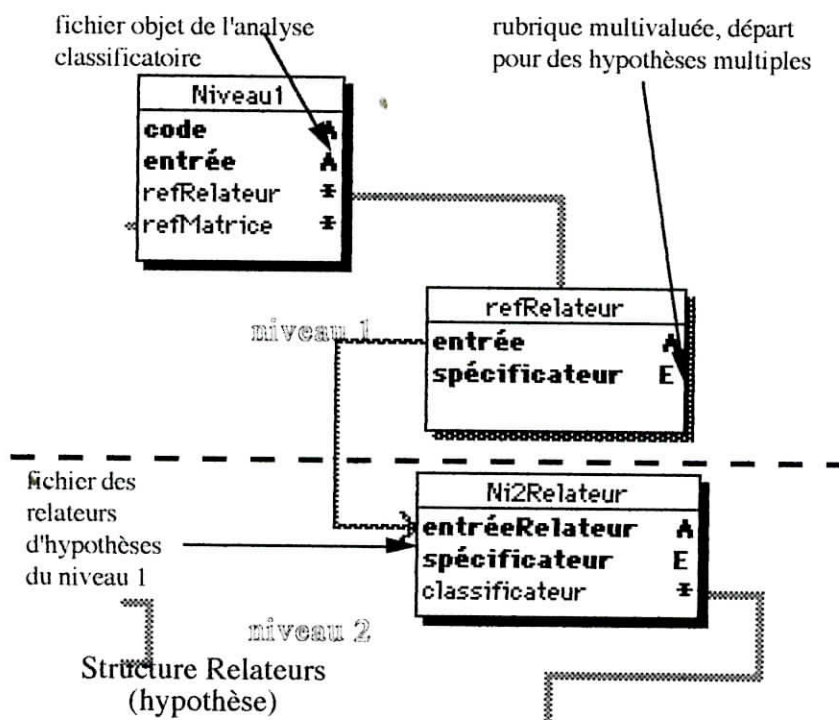 fichier objet de l'analyse
classificatoire
rubrique multivaluée, départ
pour des hypothèses multiples
Niveau1
code A
entrée A
refRelateur *
refMatrice *
refRelateur
niveau 1
entrée A
spécificateur E
fichier des
relateurs
d'hypothèses
du niveau 1
Ni2Relateur
entréeRelateur A
spécificateur E
classificateur *
niveau 2
Structure Relateurs
(hypothèse)